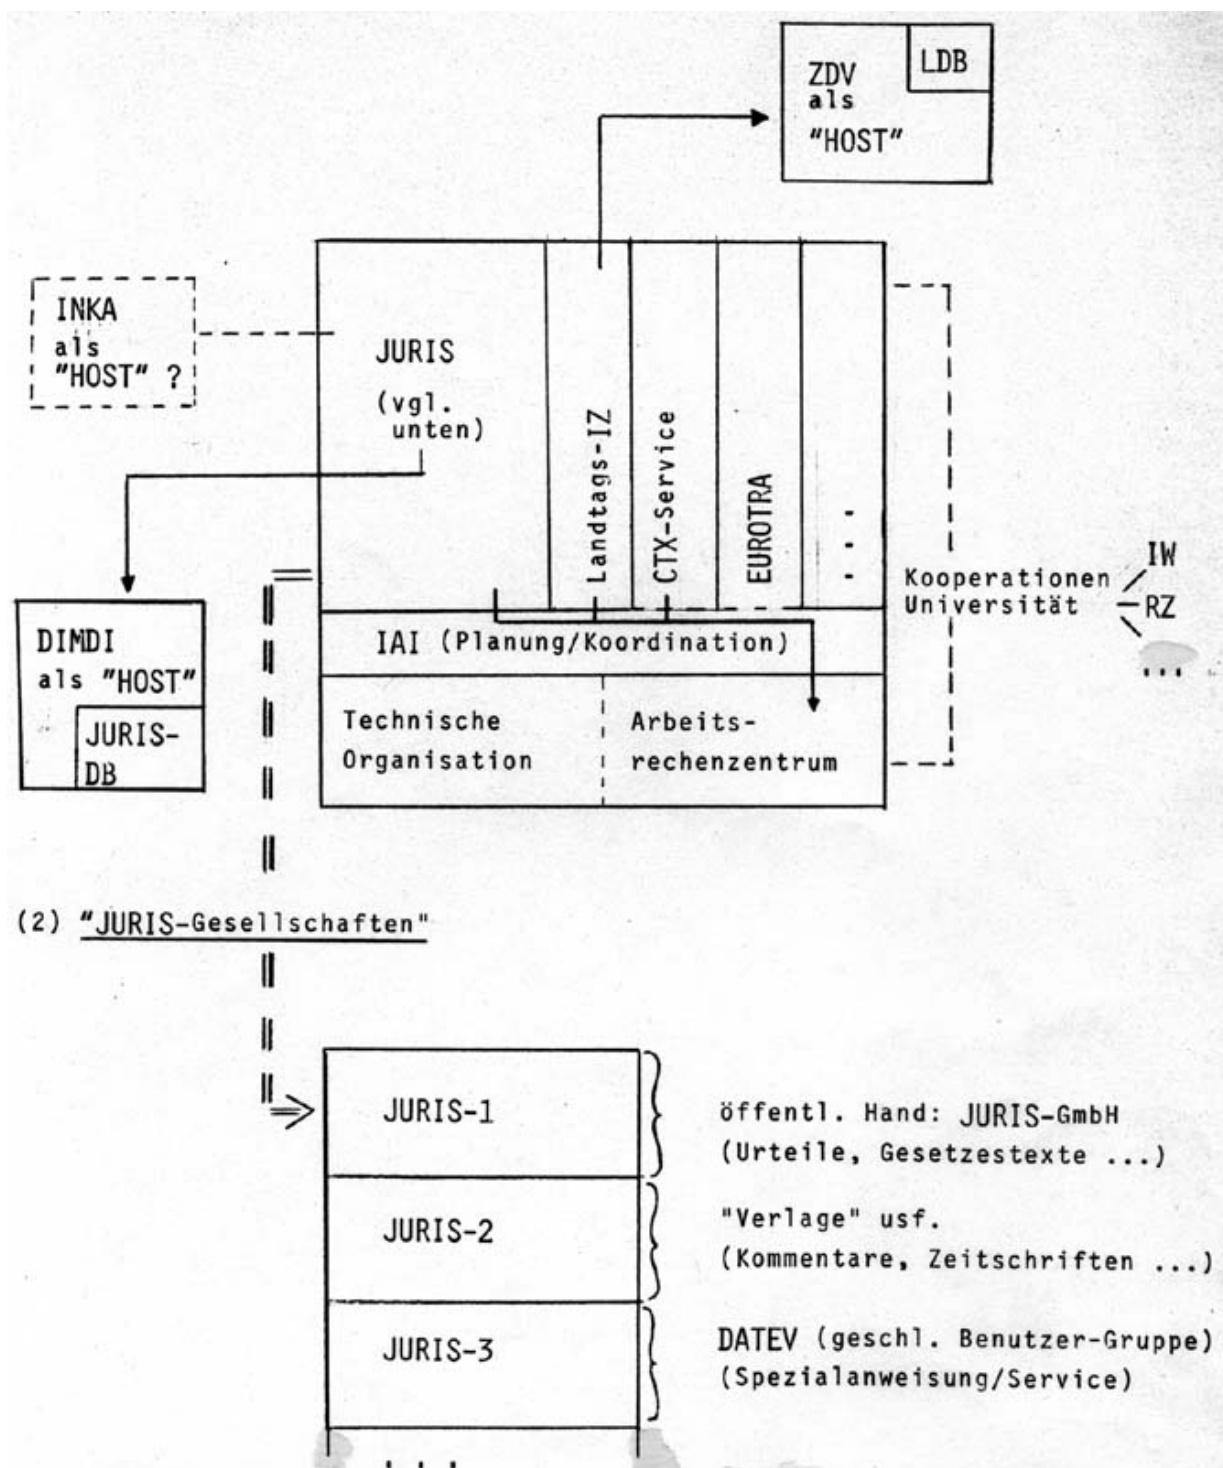 ZDV
LDB
als
"HOST"
INKA
als
"HOST" ?
JURIS
(vgl.
unten)
Landtags-IZ
CTX-Service
EUROTRA
...
Kooperationen
Universität
IW
RZ
...
DIMDI
als "HOST"
JURIS-
DB
IAI (Planung/Koordination)
Technische
Organisation
Arbeits-
rechenzentrum
(2) "JURIS-Gesellschaften"
JURIS-1
öffentl. Hand: JURIS-GmbH
(Urteile, Gesetzestexte ...)
JURIS-2
"Verlage" usf.
(Kommentare, Zeitschriften ...)
JURIS-3
DATEV (geschl. Benutzer-Gruppe)
(Spezialanweisung/Service)
...